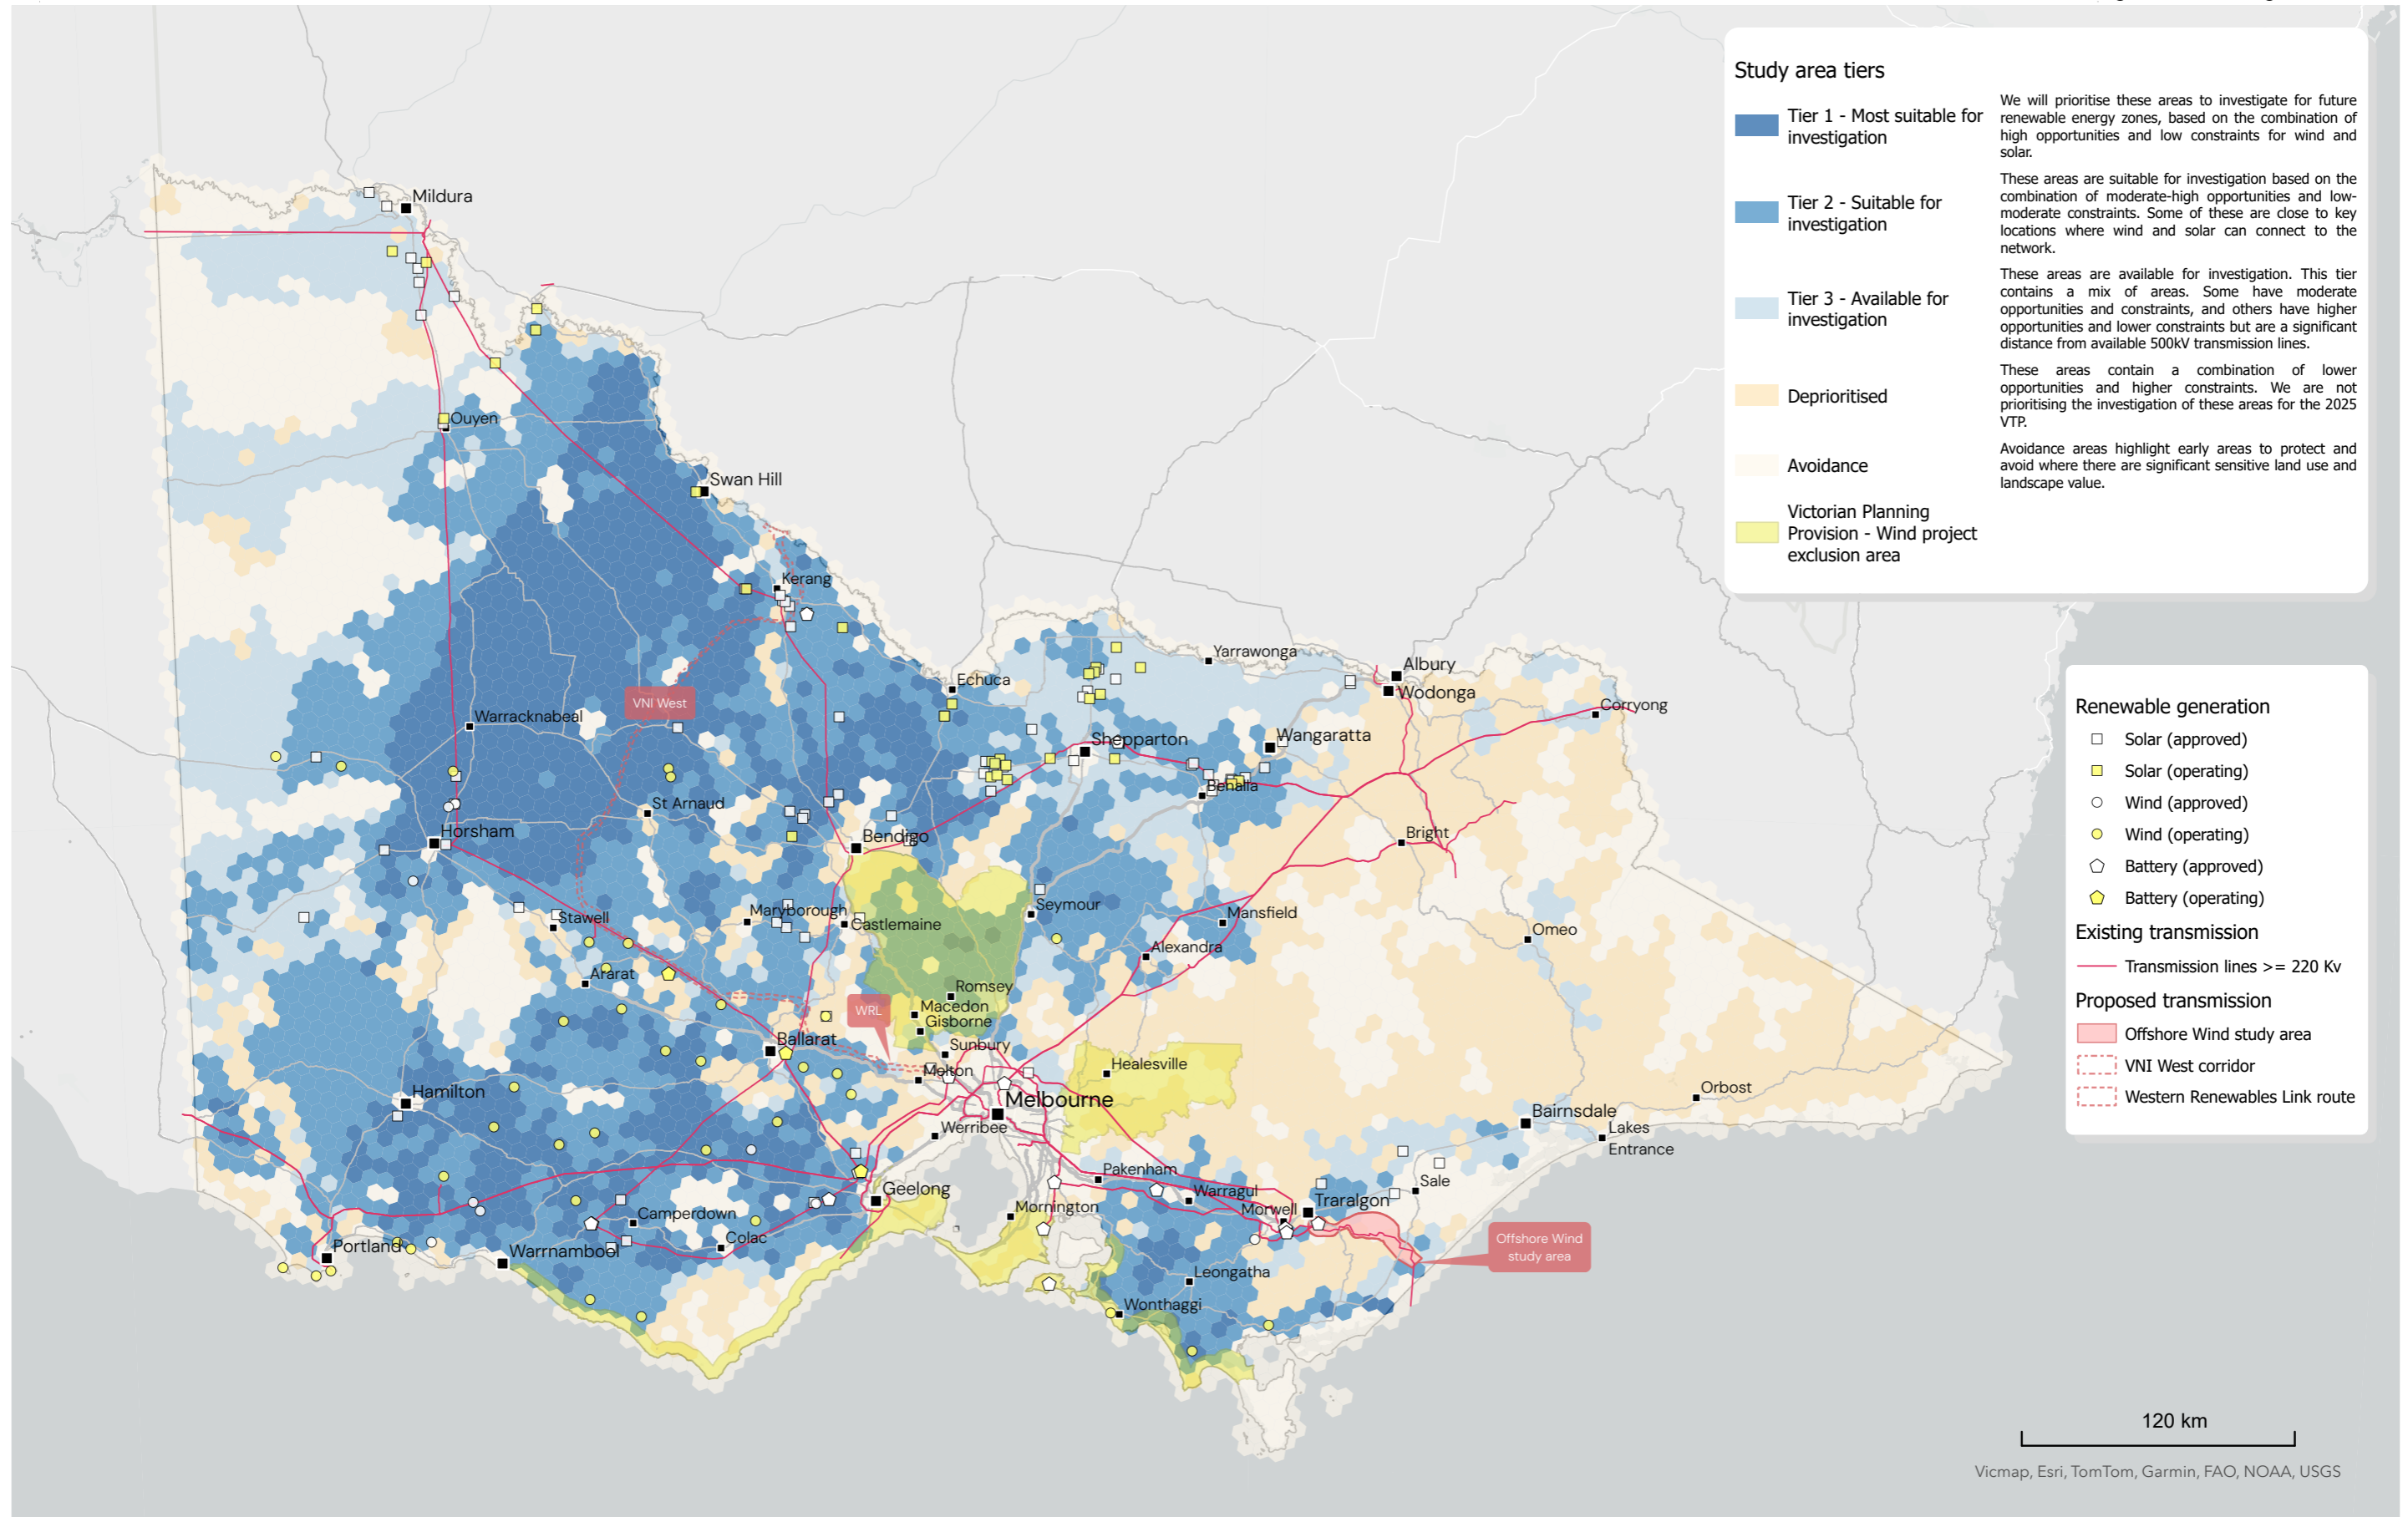 Study area tiers
Tier 1 - Most suitable for
investigation
We will prioritise these areas to investigate for future
renewable energy zones, based on the combination of
high opportunities and low constraints for wind and
solar.
Tier 2 - Suitable for
investigation
These areas are suitable for investigation based on the
combination of moderate-high opportunities and low-
moderate constraints. Some of these are close to key
locations where wind and solar can connect to the
network.
Tier 3 - Available for
investigation
These areas are available for investigation. This tier
contains a mix of areas. Some have moderate
opportunities and constraints, and others have higher
opportunities and lower constraints but are a significant
distance from available 500kV transmission lines.
Deprioritised
These areas contain a combination of lower
opportunities and higher constraints. We are not
prioritising the investigation of these areas for the 2025
VTP.
Avoidance
Avoidance areas highlight early areas to protect and
avoid where there are significant sensitive land use and
landscape value.
Victorian Planning
Provision - Wind project
exclusion area
Mildura
Ouyen
Swan Hill
Kerang
Yarrawonga
Albury
Wodonga
Echuca
Corryong
VNI West
Warracknabeal
Shepparton
Wangaratta
Benalla
St Arnaud
Horsham
Bendigo
Bright
Stawell
Maryborough
Castlemaine
Seymour
Mansfield
Omeo
Alexandra
Ararat
Romsey
Macedon
Gisborne
WRL
Ballarat
Sunbury
Melton
Healesville
Hamilton
Melbourne
Orbost
Bairnsdale
Lakes
Entrance
Werribee
Pakenham
Geelong
Warragul
Traralgon
Sale
Morwell
Mornington
Camperdown
Colac
Portland
Warrnambool
Leongatha
Wonthaggi
Offshore Wind
study area
Renewable generation
Solar (approved)
Solar (operating)
Wind (approved)
Wind (operating)
Battery (approved)
Battery (operating)
Existing transmission
Transmission lines >= 220 Kv
Proposed transmission
Offshore Wind study area
VNI West corridor
Western Renewables Link route
120 km
Vicmap, Esri, TomTom, Garmin, FAO, NOAA, USGS